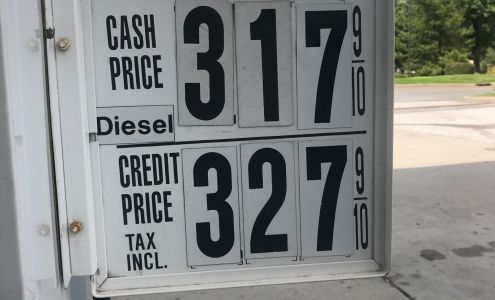 CASH PRICE 317 9/10
Diesel
CREDIT PRICE 327 9/10
TAX INCL.